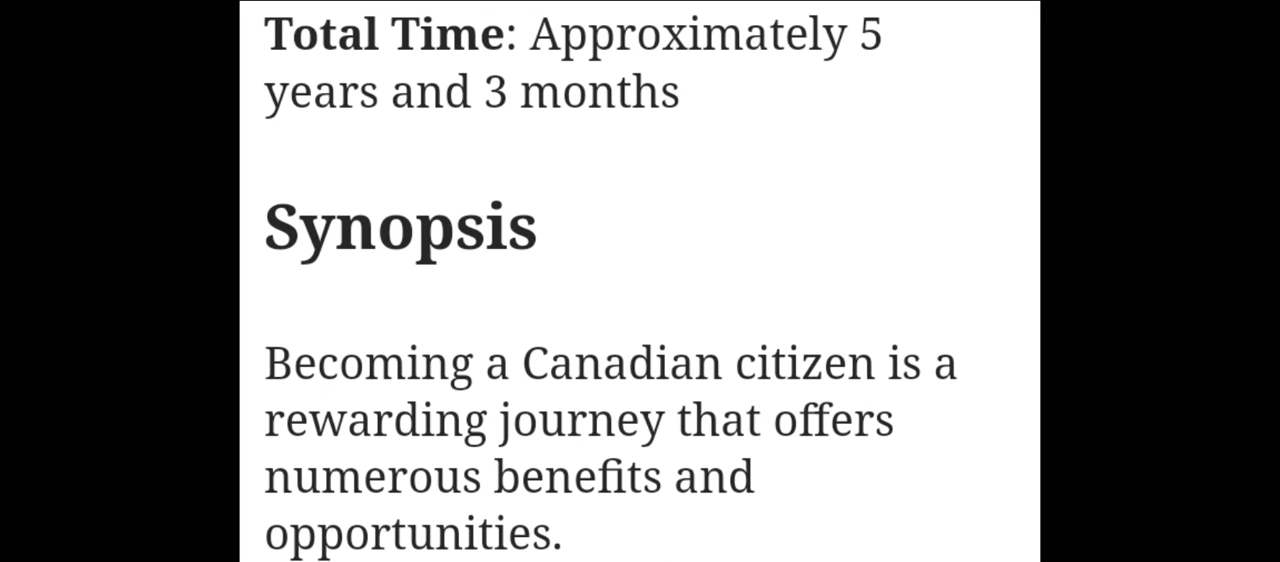 Total Time: Approximately 5
years and 3 months
Synopsis
Becoming a Canadian citizen is a
rewarding journey that offers
numerous benefits and
opportunities.